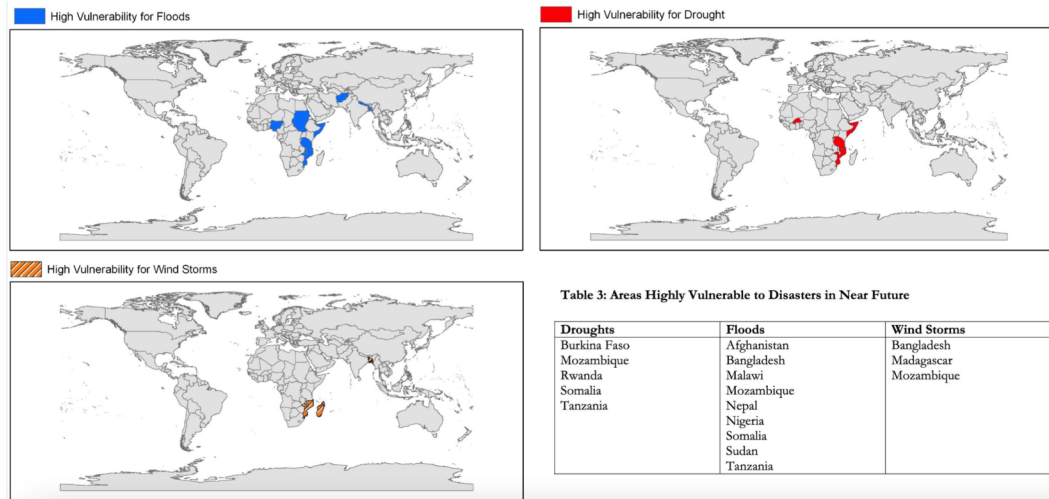 High Vulnerability for Floods
High Vulnerability for Drought
High Vulnerability for Wind Storms
Table 3: Areas Highly Vulnerable to Disasters in Near Future
Droughts Floods Wind Storms
Burkina Faso Afghanistan Bangladesh
Mozambique Bangladesh Madagascar
Rwanda Malawi Mozambique
Somalia Mozambique
Tanzania Nepal
Nigeria
Somalia
Sudan
Tanzania